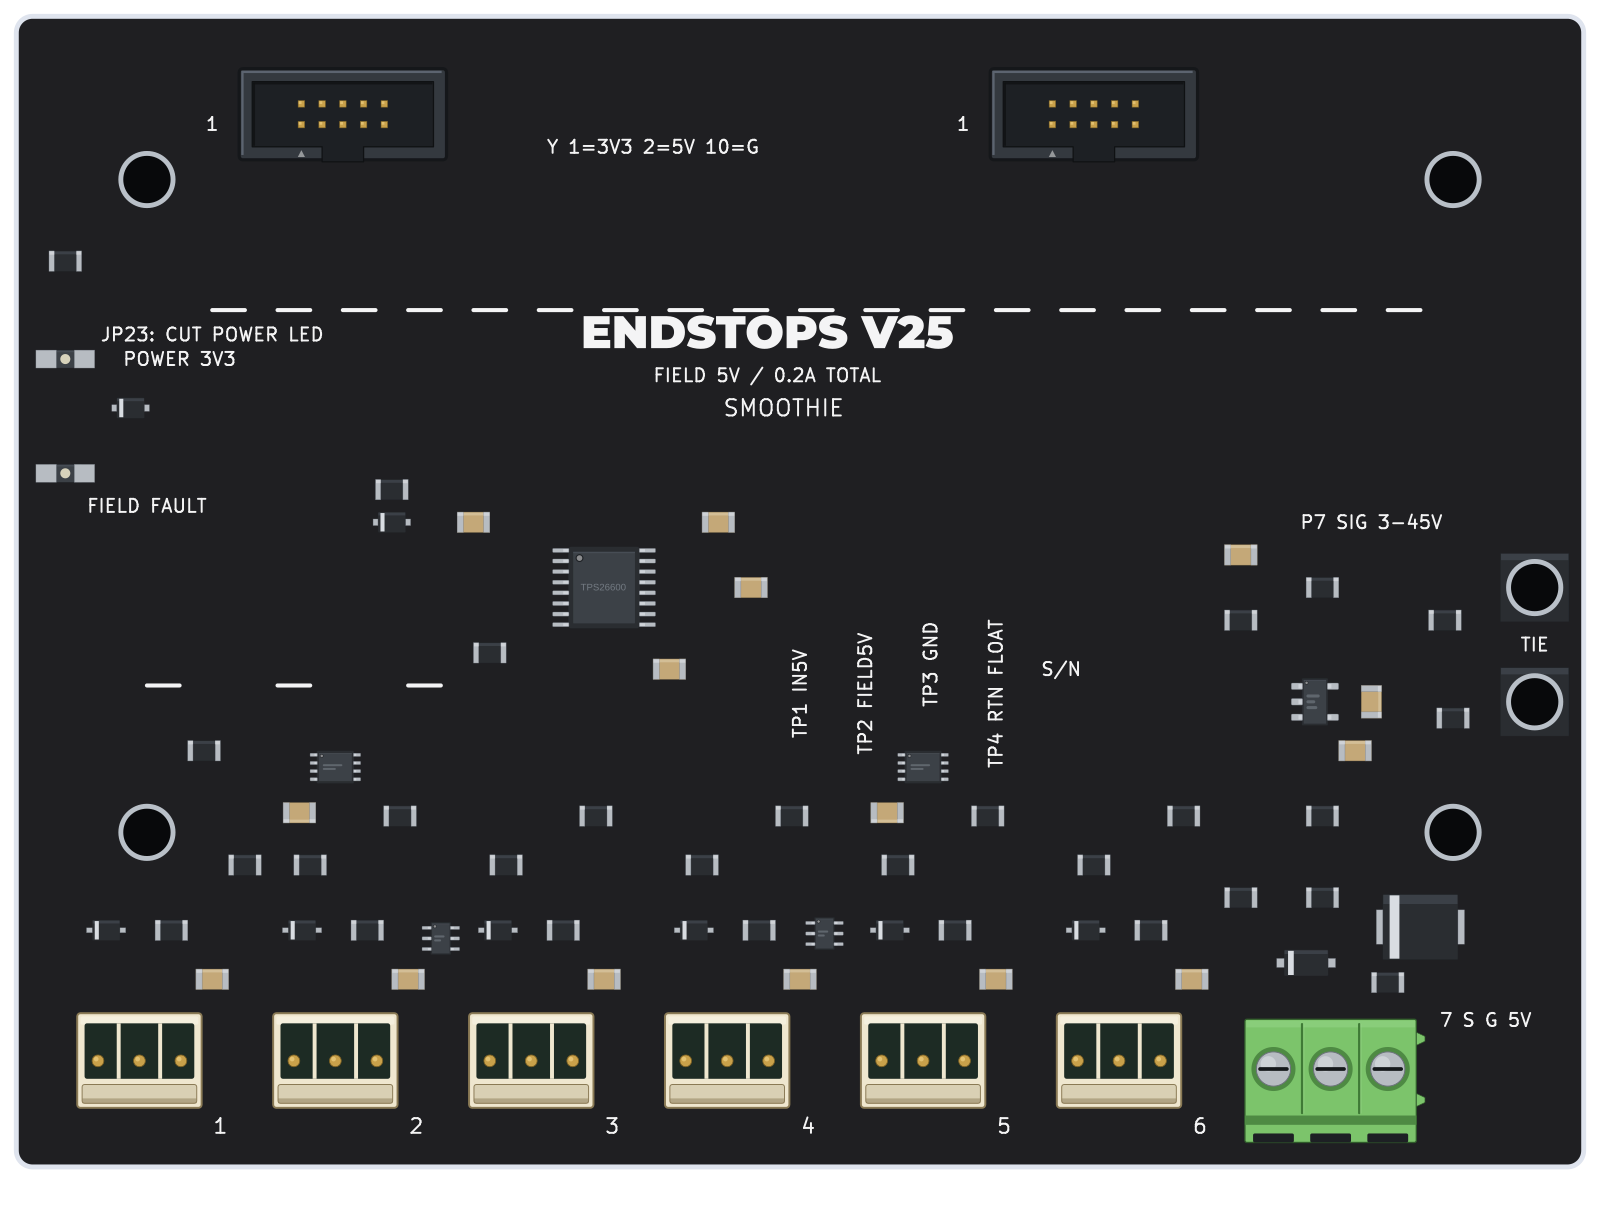 1
1
Y 1=3V3 2=5V 10=G
JP23: CUT POWER LED
POWER 3V3
ENDSTOPS V25
FIELD 5V / 0.2A TOTAL
SMOOTHIE
FIELD FAULT
P7 SIG 3-45V
TPS26600
TIE
TP1 IN5V
TP2 FIELD5V
TP3 GND
TP4 RTN FLOAT
S/N
7 S G 5V
1
2
3
4
5
6